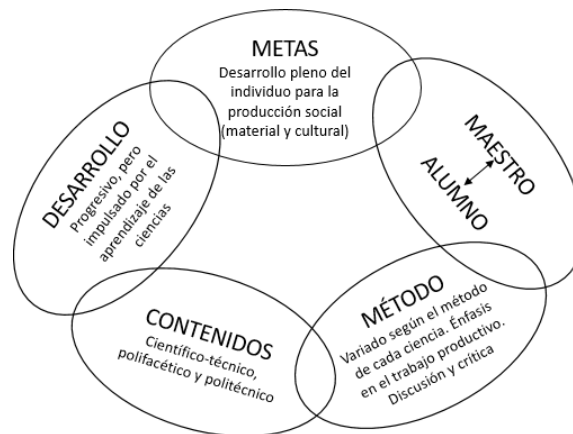 METAS
Desarrollo pleno del
individuo para la
producción social
(material y cultural)
MAESTRO
ALUMNO
MÉTODO
Variado según el método
de cada ciencia. Énfasis
en el trabajo productivo.
Discusión y crítica
CONTENIDOS
Científico-técnico,
polifacético y politécnico
DESARROLLO
Progresivo, pero
impulsado por el
aprendizaje de las
ciencias